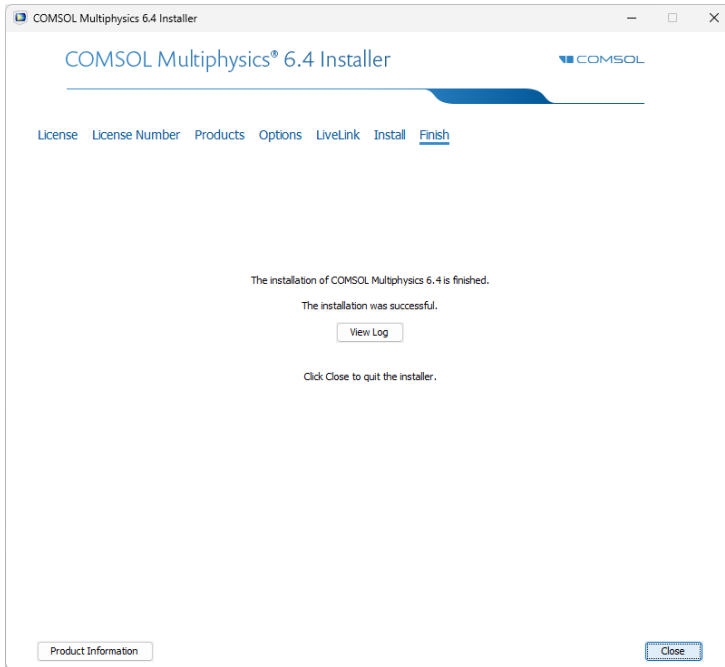 COMSOL Multiphysics 6.4 Installer
COMSOL Multiphysics® 6.4 Installer
COMSOL
License License Number Products Options LiveLink Install Finish
The installation of COMSOL Multiphysics 6.4 is finished.
The installation was successful.
View Log
Click Close to quit the installer.
Product Information
Close